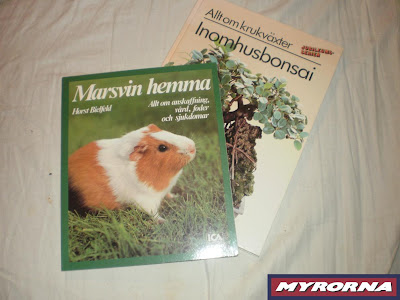 Allt om krukväxter
Inomhusbonsai
Marsvin hemma
Horst Bielfeld
Allt om anskaffning,
vård, foder
och sjukdomar
ICA
MYRORNA